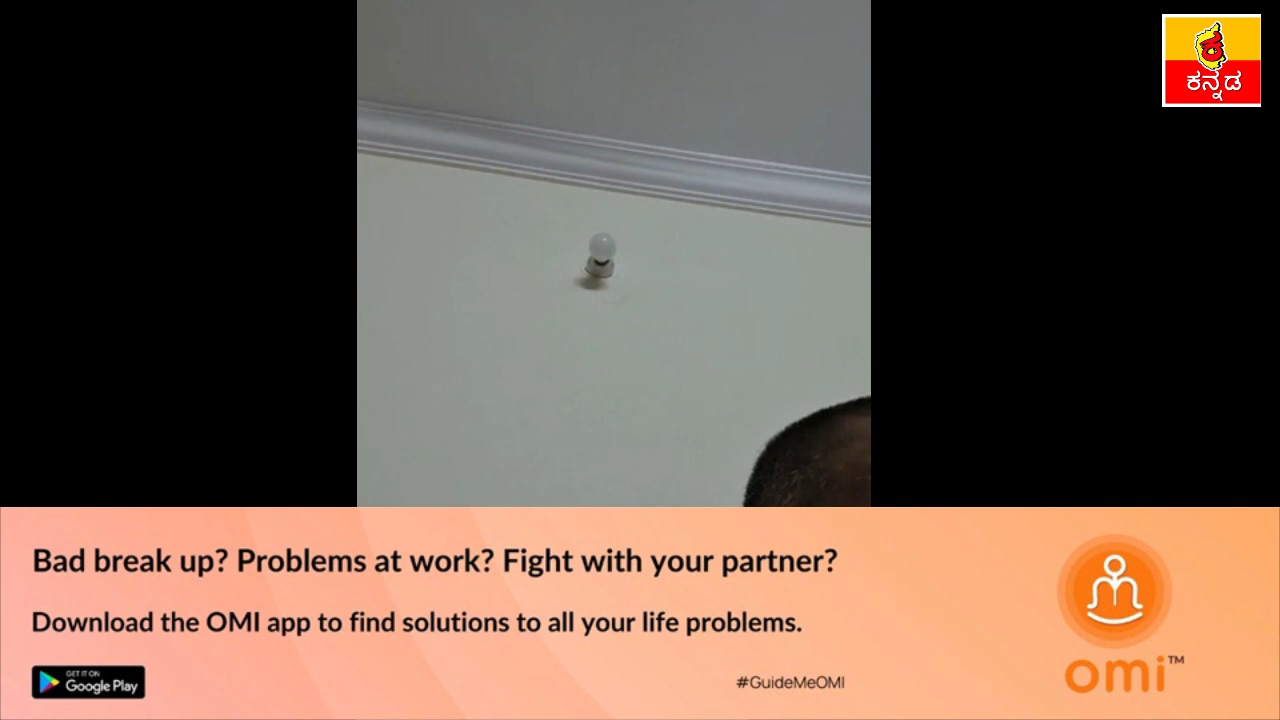 ಕ
ಕನ್ನಡ
Bad break up? Problems at work? Fight with your partner?
Download the OMI app to find solutions to all your life problems.
GET IT ON
Google Play
#GuideMeOMI
omi™